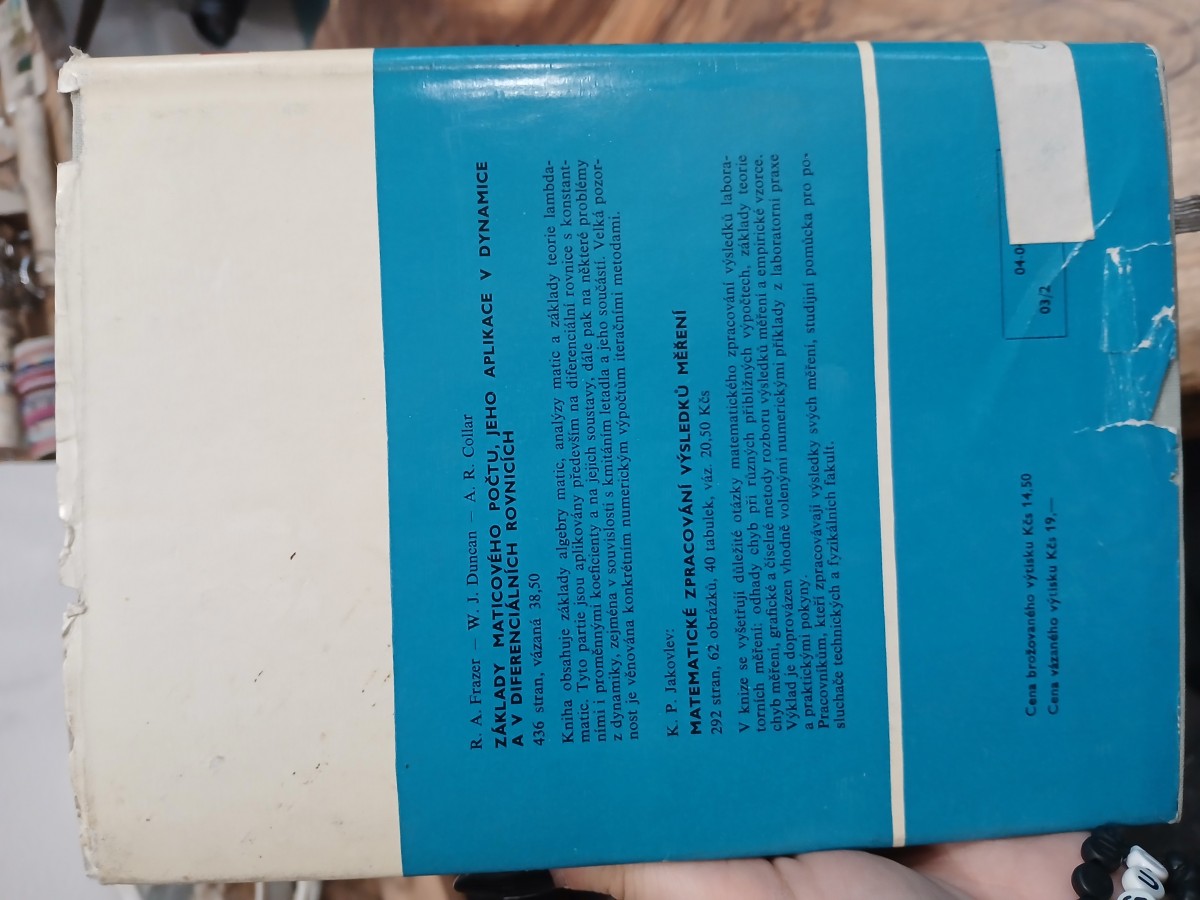 R. A. Frazer – W. J. Duncan – A. R. Collar
ZÁKLADY MATICOVÉHO POČTU, JEHO APLIKACE V DYNAMICE
A V DIFERENCIÁLNÍCH ROVNICÍCH
436 stran, vázaná 38,50
Kniha obsahuje základy algebry matic, analýzy matic a základy teorie lambda-
matic. Tyto partie jsou aplikovány především na diferenciální rovnice s konstant-
ními i proměnnými koeficienty a na jejich soustavy, dále pak na některé problémy
z dynamiky, zejména v souvislosti s kmitáním letadla a jeho součástí. Velká pozor-
nost je věnována konkrétním numerickým výpočtům iteračními metodami.
K. P. Jakovlev:
MATEMATICKÉ ZPRACOVÁNÍ VÝSLEDKŮ MĚŘENÍ
292 stran, 62 obrázků, 40 tabulek, váz. 20,50 Kčs
V knize se vyšetřují důležité otázky matematického zpracování výsledků labora-
torních měření: odhady chyb při různých přibližných výpočtech, základy teorie
chyb měření, grafické a číselné metody rozboru výsledků měření a empirické vzorce.
Výklad je doprovázen vhodně volenými numerickými příklady z laboratorní praxe
a praktickými pokyny.
Pracovníkům, kteří zpracovávají výsledky svých měření, studijní pomůcka pro po-
sluchače technických a fyzikálních fakult.
04-0
03/2
Cena brožovaného výtisku Kčs 14,50
Cena vázaného výtisku Kčs 19,—